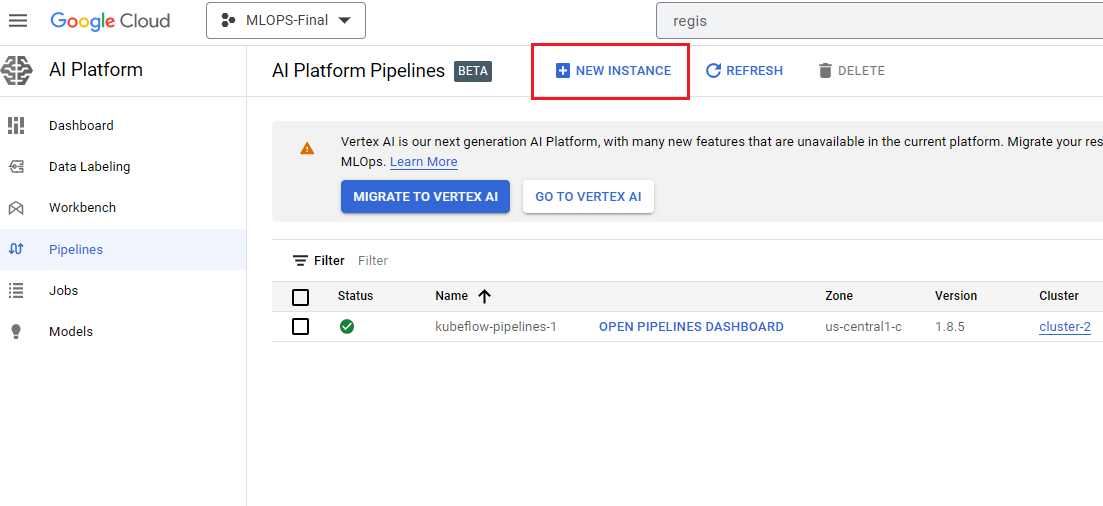 Google Cloud MLOPS-Final regis
AI Platform AI Platform Pipelines BETA NEW INSTANCE REFRESH DELETE
Dashboard
Data Labeling
Workbench
Pipelines
Jobs
Models
Vertex AI is our next generation AI Platform, with many new features that are unavailable in the current platform. Migrate your res
MLOps. Learn More
MIGRATE TO VERTEX AI GO TO VERTEX AI
Filter Filter
Status Name Zone Version Cluster
kubeflow-pipelines-1 OPEN PIPELINES DASHBOARD us-central1-c 1.8.5 cluster-2